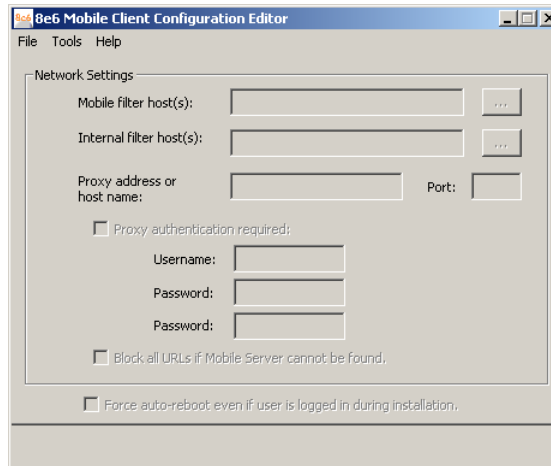 8e6 8e6 Mobile Client Configuration Editor
File Tools Help
Network Settings
Mobile filter host(s): ...
Internal filter host(s): ...
Proxy address or
host name:
Port:
Proxy authentication required:
Username:
Password:
Password:
Block all URLs if Mobile Server cannot be found.
Force auto-reboot even if user is logged in during installation.